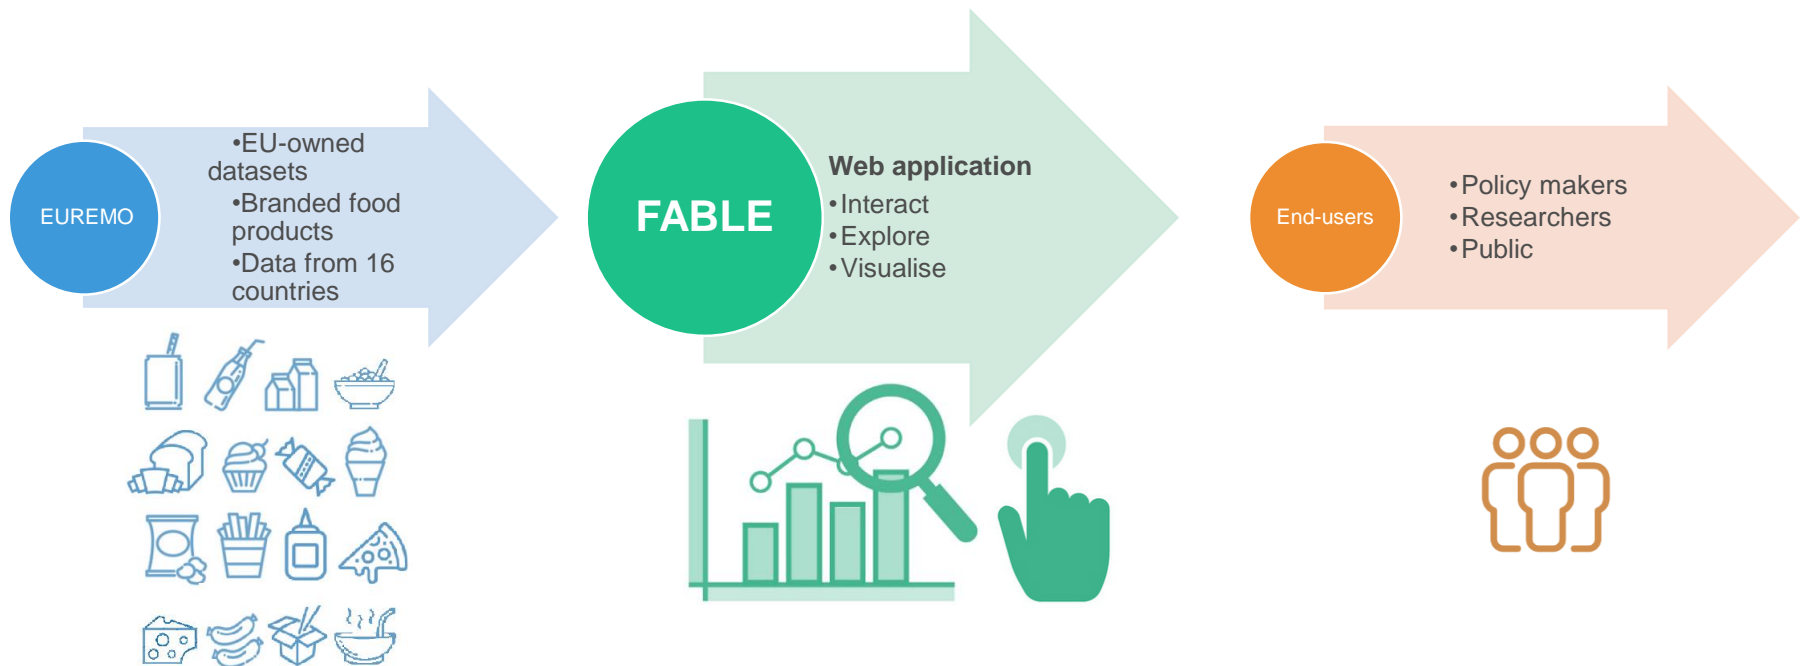 EUREMO
•EU-owned
datasets
•Branded food
products
•Data from 16
countries
FABLE
Web application
•Interact
•Explore
•Visualise
End-users
•Policy makers
•Researchers
•Public